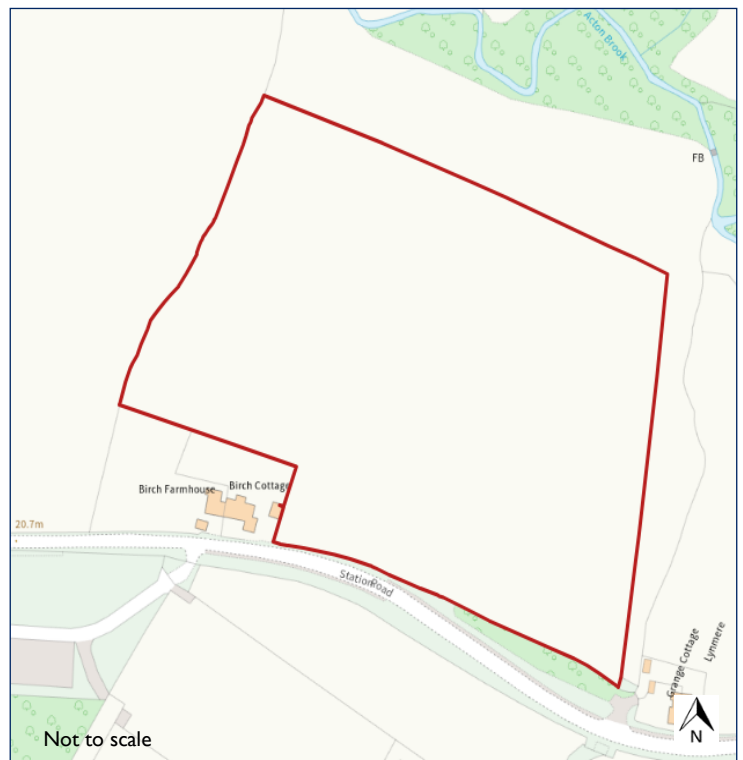 Acton Brook
FB
Birch Farmhouse
Birch Cottage
20.7m
Station Road
Grange Cottage
Lynmere
Not to scale
N